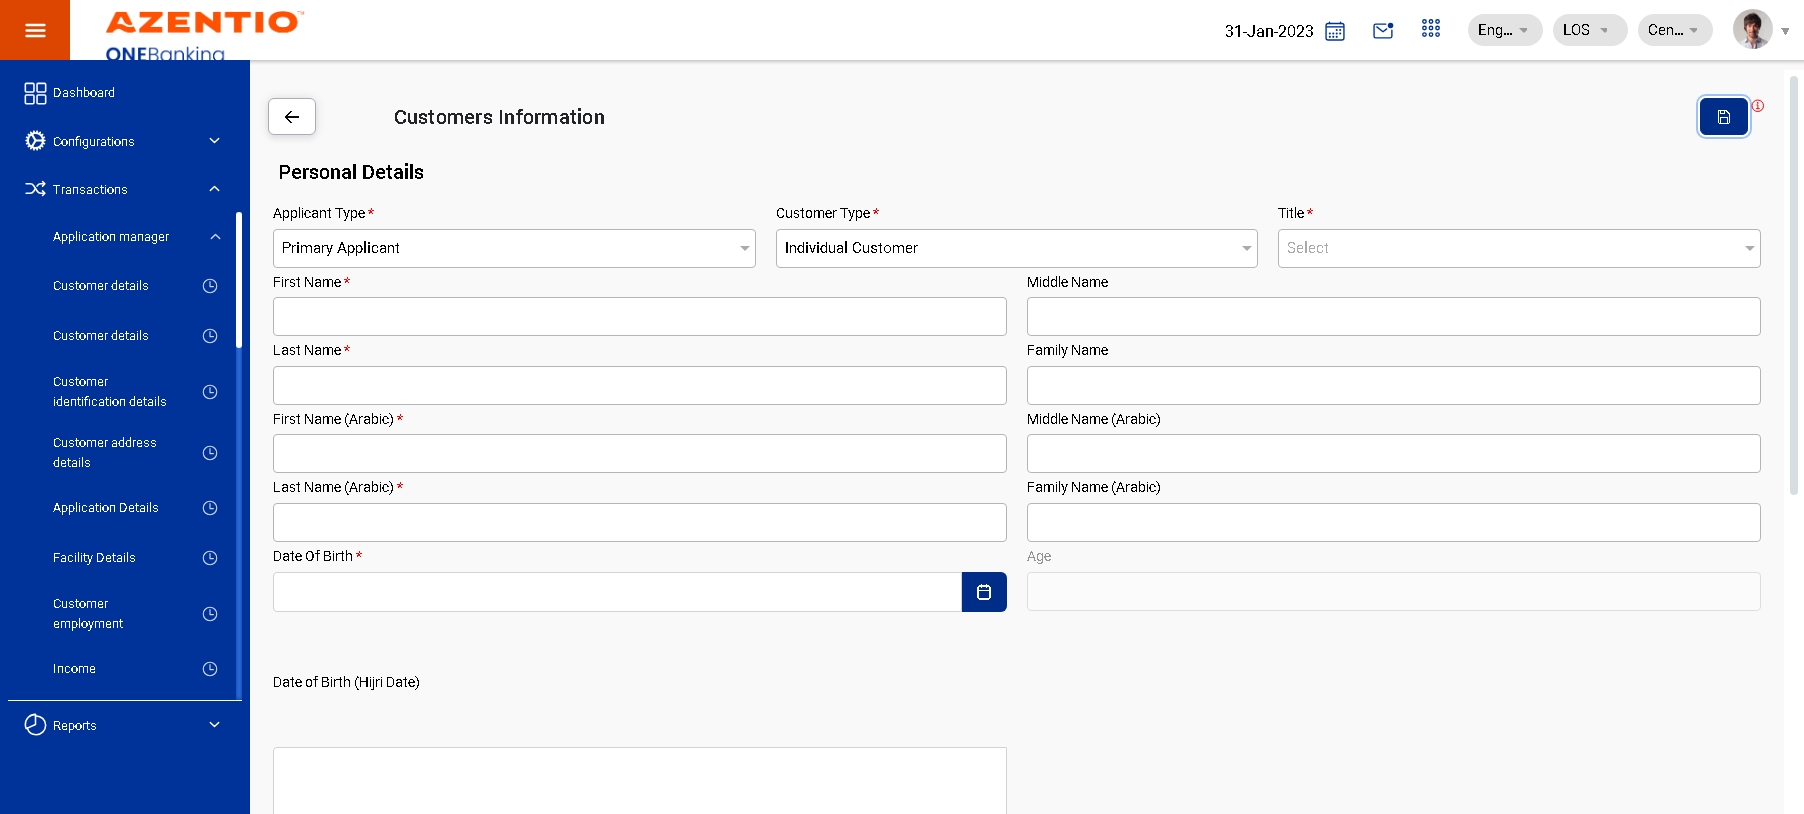 AZENTIO™
ONEBanking
31-Jan-2023
Eng...
LOS
Cen...
Dashboard
Configurations
Transactions
Application manager
Customer details
Customer details
Customer
identification details
Customer address
details
Application Details
Facility Details
Customer
employment
Income
Reports
Customers Information
Personal Details
Applicant Type *
Customer Type *
Title *
Primary Applicant
Individual Customer
Select
First Name *
Middle Name
Last Name *
Family Name
First Name (Arabic) *
Middle Name (Arabic)
Last Name (Arabic) *
Family Name (Arabic)
Date Of Birth *
Age
Date of Birth (Hijri Date)